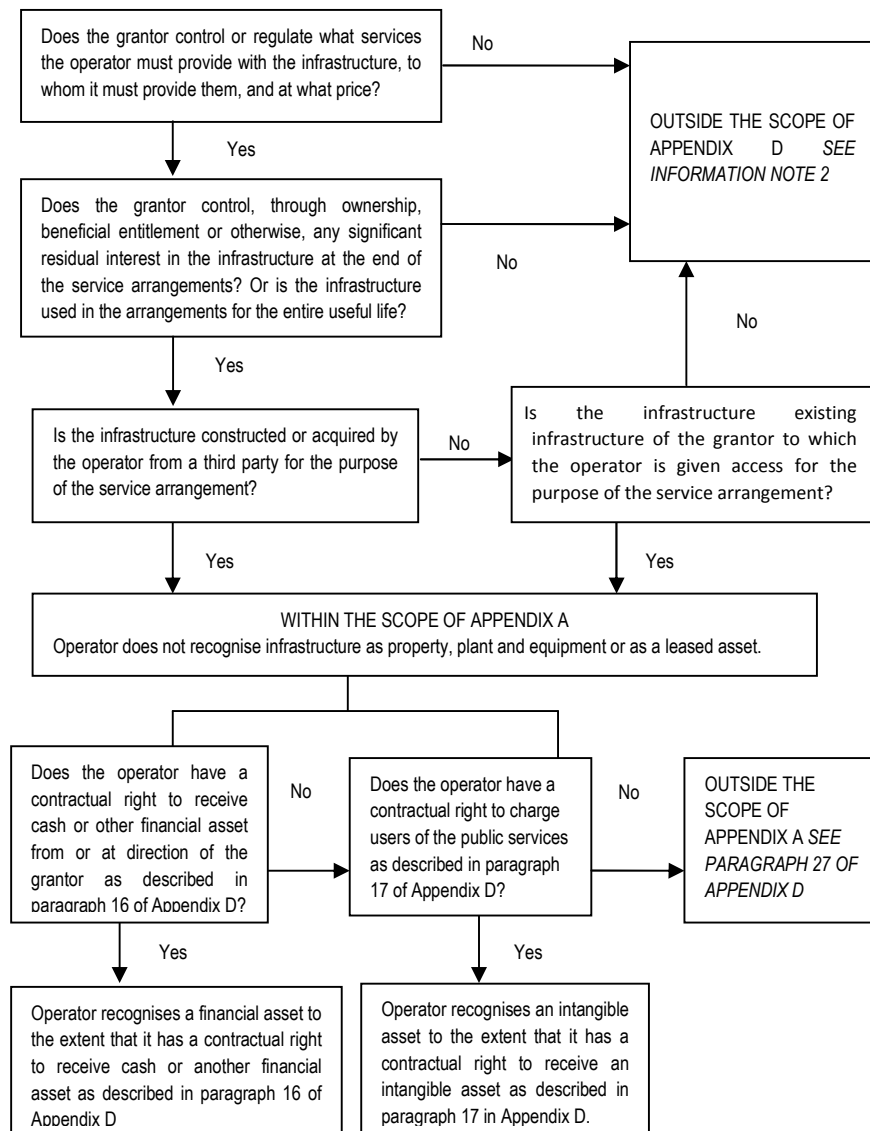 Does the grantor control or regulate what services
the operator must provide with the infrastructure, to
whom it must provide them, and at what price?
No
OUTSIDE THE SCOPE OF
APPENDIX D SEE
INFORMATION NOTE 2
Yes
Does the grantor control, through ownership,
beneficial entitlement or otherwise, any significant
residual interest in the infrastructure at the end of
the service arrangements? Or is the infrastructure
used in the arrangements for the entire useful life?
No
No
Yes
Is the infrastructure constructed or acquired by
the operator from a third party for the purpose
of the service arrangement?
No
Is the infrastructure existing
infrastructure of the grantor to which
the operator is given access for the
purpose of the service arrangement?
Yes
Yes
WITHIN THE SCOPE OF APPENDIX A
Operator does not recognise infrastructure as property, plant and equipment or as a leased asset.
Does the operator have a
contractual right to receive
cash or other financial asset
from or at direction of the
grantor as described in
paragraph 16 of Appendix D?
No
Does the operator have a
contractual right to charge
users of the public services
as described in paragraph
17 of Appendix D?
No
OUTSIDE THE
SCOPE OF
APPENDIX A SEE
PARAGRAPH 27 OF
APPENDIX D
Yes
Yes
Operator recognises a financial asset to
the extent that it has a contractual right
to receive cash or another financial
asset as described in paragraph 16 of
Appendix D
Operator recognises an intangible
asset to the extent that it has a
contractual right to receive an
intangible asset as described in
paragraph 17 in Appendix D.